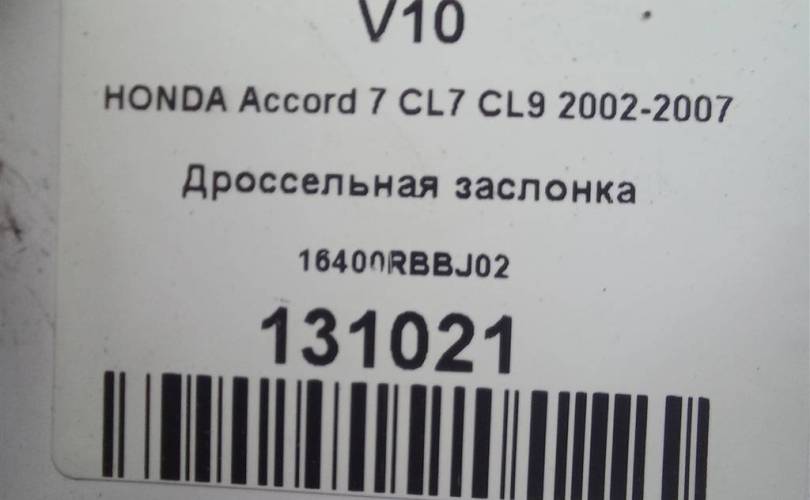 V10
HONDA Accord 7 CL7 CL9 2002-2007
Дроссельная заслонка
16400RBBJ02
131021